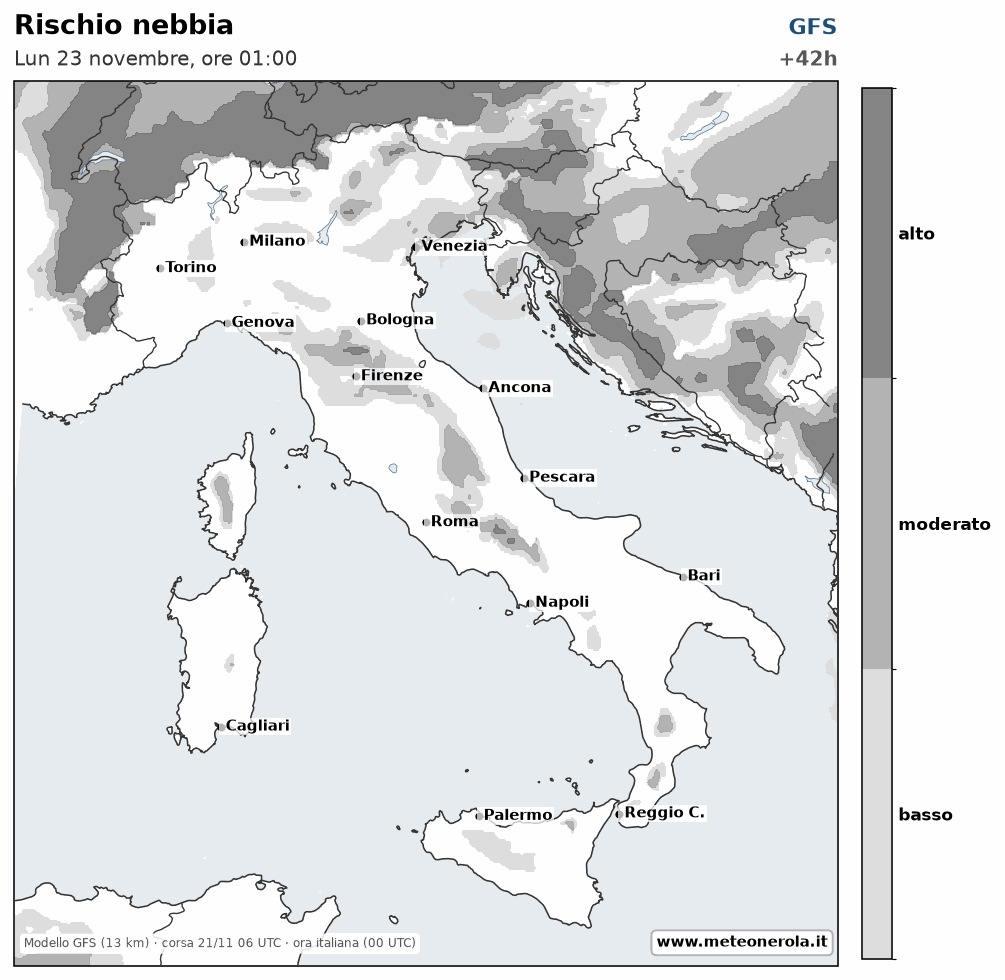 Rischio nebbia
GFS
Lun 23 novembre, ore 01:00
+42h
alto
Milano
Venezia
Torino
Genova
Bologna
Firenze
Ancona
Pescara
moderato
Roma
Bari
Napoli
Cagliari
Palermo
Reggio C.
basso
Modello GFS (13 km) · corsa 21/11 06 UTC · ora italiana (00 UTC)
www.meteonerola.it